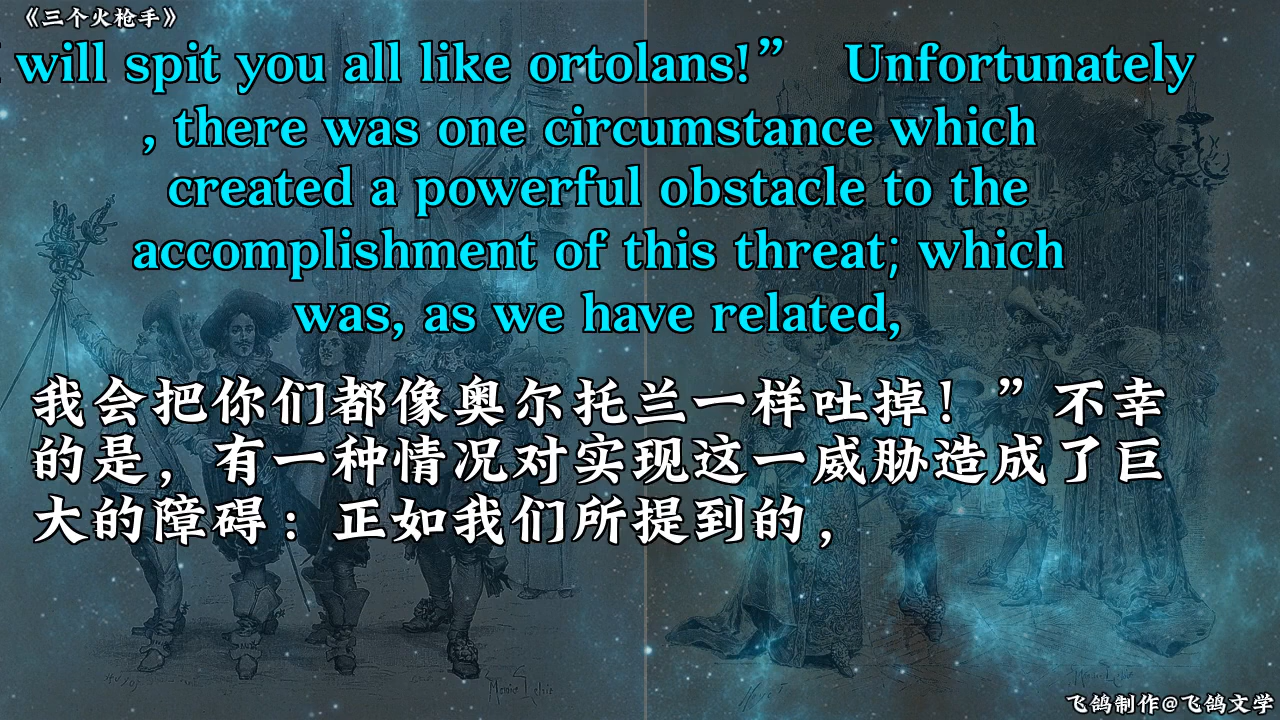 《三个火枪手》
will spit you all like ortolans!” Unfortunately
, there was one circumstance which
created a powerful obstacle to the
accomplishment of this threat; which
was, as we have related,
我会把你们都像奥尔托兰一样吐掉！”不幸
的是，有一种情况对实现这一威胁造成了巨
大的障碍：正如我们所提到的，
飞鸽制作@飞鸽文学